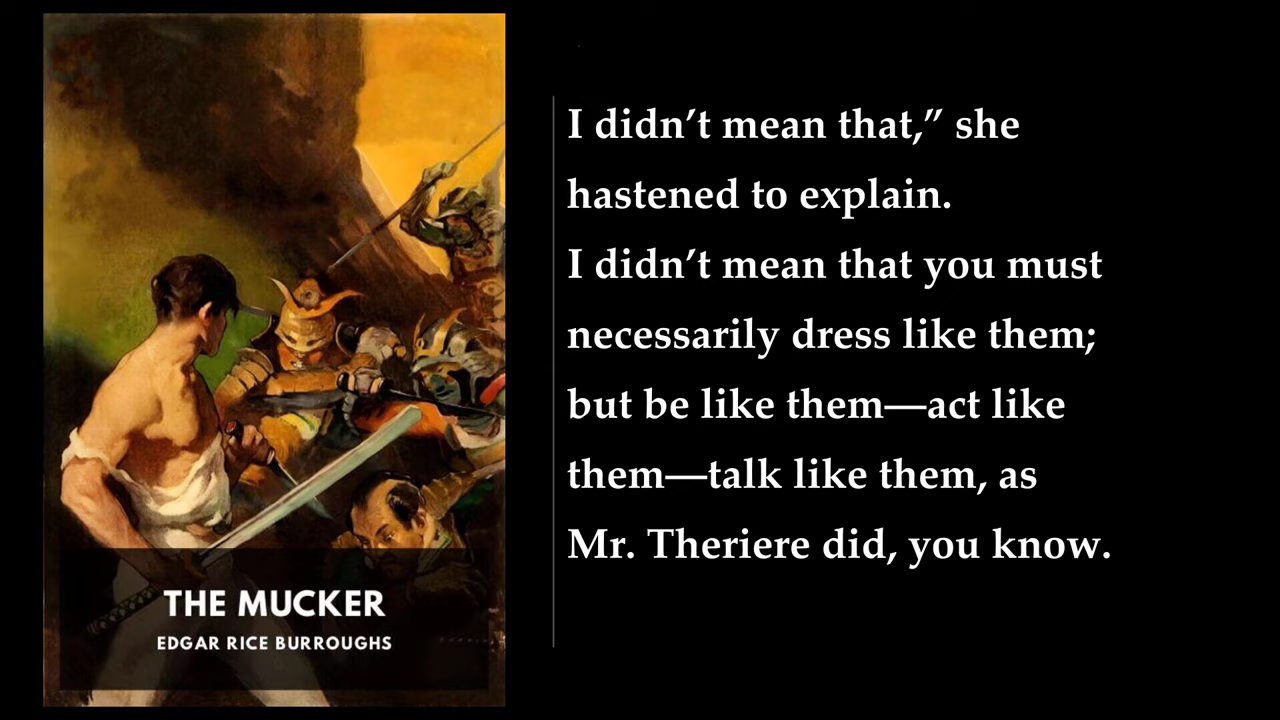 THE MUCKER
EDGAR RICE BURROUGHS
I didn’t mean that,” she
hastened to explain.
I didn’t mean that you must
necessarily dress like them;
but be like them—act like
them—talk like them, as
Mr. Theriere did, you know.